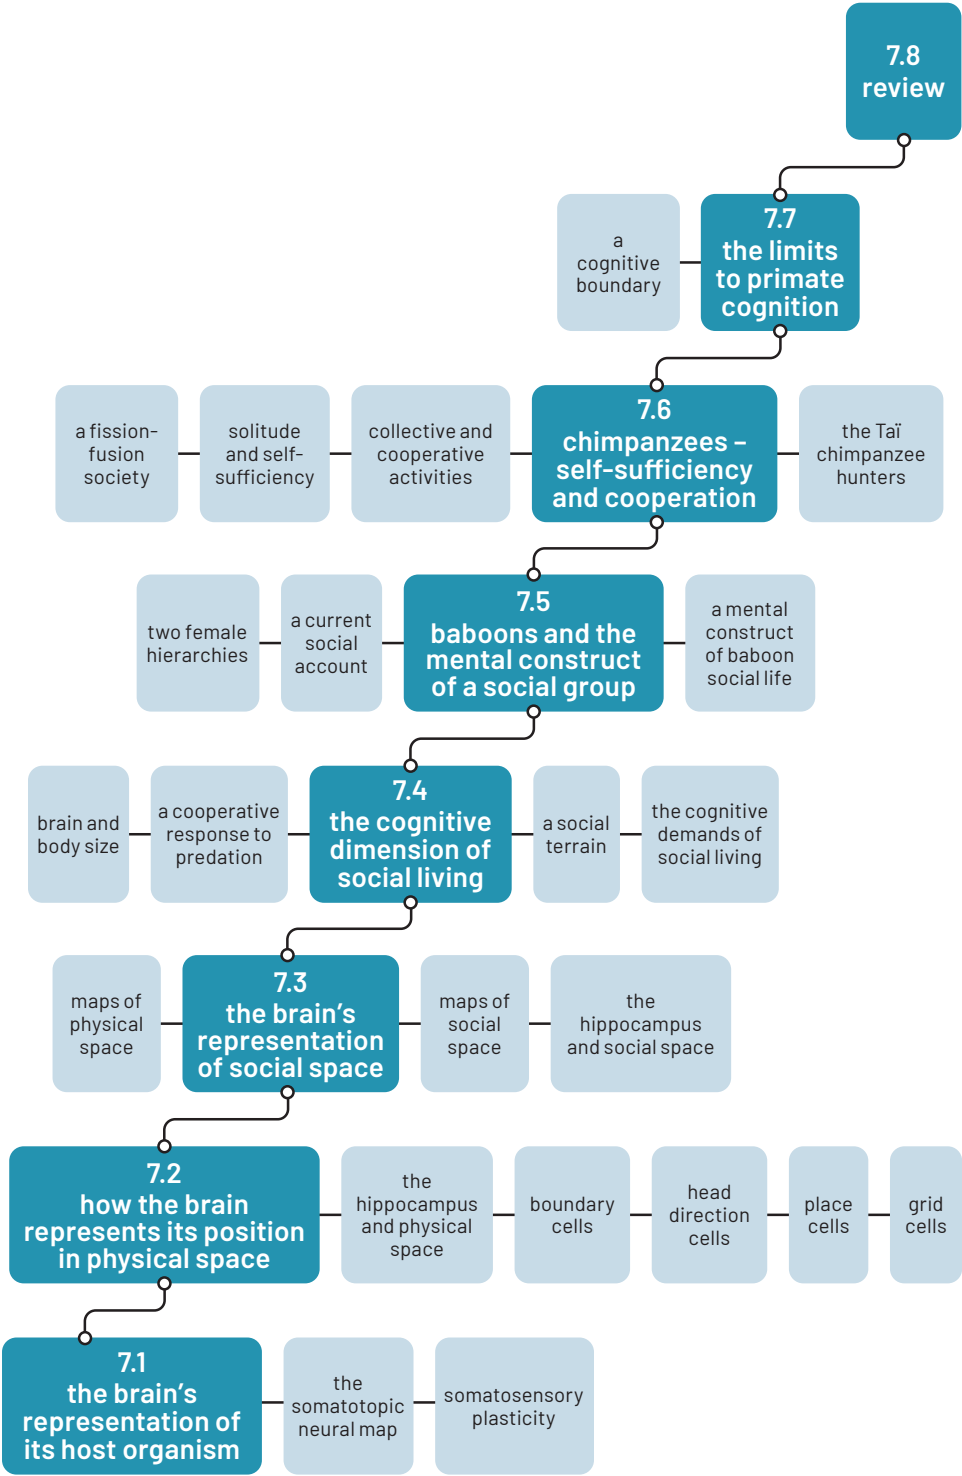 7.8
review
a
cognitive
boundary
7.7
the limits
to primate
cognition
a fission-
fusion
society
solitude
and self-
sufficiency
collective and
cooperative
activities
7.6
chimpanzees –
self-sufficiency
and cooperation
the Taï
chimpanzee
hunters
two female
hierarchies
a current
social
account
7.5
baboons and the
mental construct
of a social group
a mental
construct
of baboon
social life
brain and
body size
a cooperative
response to
predation
7.4
the cognitive
dimension of
social living
a social
terrain
the cognitive
demands of
social living
maps of
physical
space
7.3
the brain’s
representation
of social space
maps of
social
space
the
hippocampus
and social space
7.2
how the brain
represents its position
in physical space
the
hippocampus
and physical
space
boundary
cells
head
direction
cells
place
cells
grid
cells
7.1
the brain’s
representation of
its host organism
the
somatotopic
neural map
somatosensory
plasticity